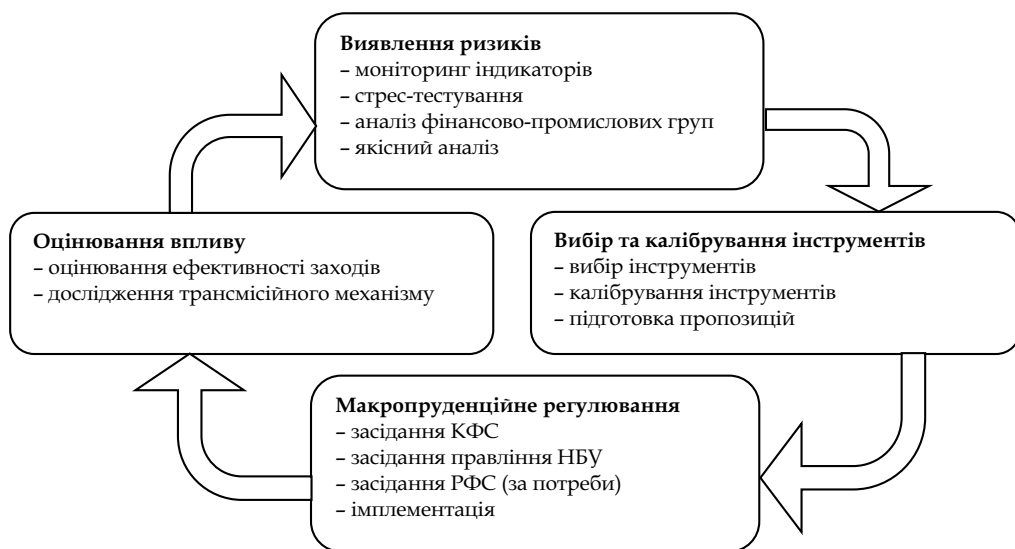 Виявлення ризиків
– моніторинг індикаторів
– стрес-тестування
– аналіз фінансово-промислових груп
– якісний аналіз
Оцінювання впливу
– оцінювання ефективності заходів
– дослідження трансмісійного механізму
Вибір та калібрування інструментів
– вибір інструментів
– калібрування інструментів
– підготовка пропозицій
Макропруденційне регулювання
– засідання КФС
– засідання правління НБУ
– засідання РФС (за потреби)
– імплементація